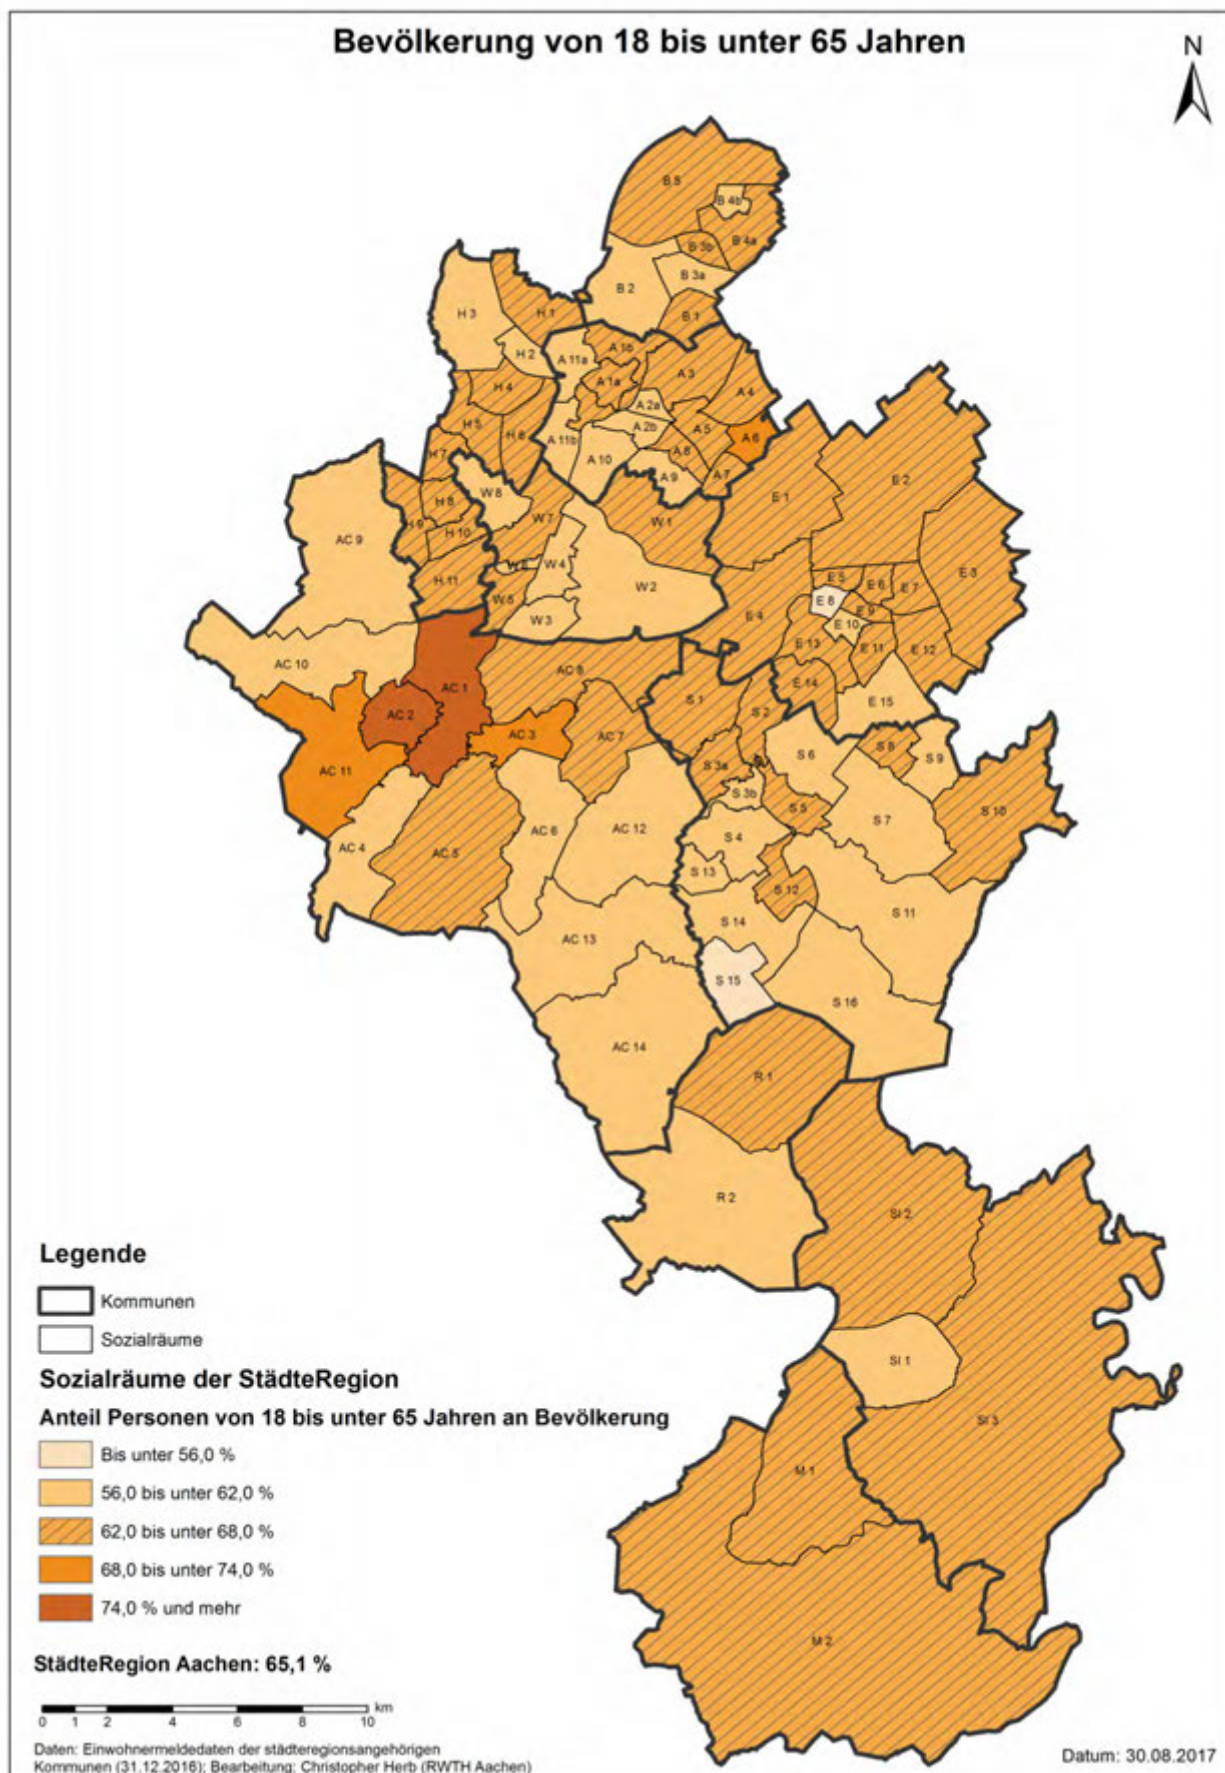 Bevölkerung von 18 bis unter 65 Jahren
N
B 5
B 4b
B 4a
B 3b
B 3a
B 2
B 1
H 3
H 1
H 2
A 11a
A 1b
A 3
A 1a
A 4
H 4
A 2a
H 5
H 6
A 11b
A 2b
A 5
A 6
A 10
A 8
A 7
A 9
H 7
W 8
H 8
W 7
W 1
E 1
E 2
H 9
H 10
AC 9
W 4
W 6
H 11
W 5
W 2
W 3
E 3
E 5
E 6
E 7
E 8
E 9
E 10
E 4
E 13
E 11
E 12
AC 10
AC 1
AC 8
E 14
E 15
S 1
S 2
AC 2
AC 3
AC 7
S 6
S 8
S 9
AC 11
S 3a
S 3b
S 5
S 7
S 10
AC 6
AC 12
S 4
AC 4
AC 5
S 13
S 12
S 11
AC 13
S 14
S 15
S 16
AC 14
R 1
R 2
SI 2
SI 1
SI 3
M 1
M 2
Legende
Kommunen
Sozialräume
Sozialräume der StädteRegion
Anteil Personen von 18 bis unter 65 Jahren an Bevölkerung
Bis unter 56,0 %
56,0 bis unter 62,0 %
62,0 bis unter 68,0 %
68,0 bis unter 74,0 %
74,0 % und mehr
StädteRegion Aachen: 65,1 %
km
0 1 2 4 6 8 10
Daten: Einwohnermeldedaten der städteregionsangehörigen
Kommunen (31.12.2016); Bearbeitung: Christopher Herb (RWTH Aachen)
Datum: 30.08.2017